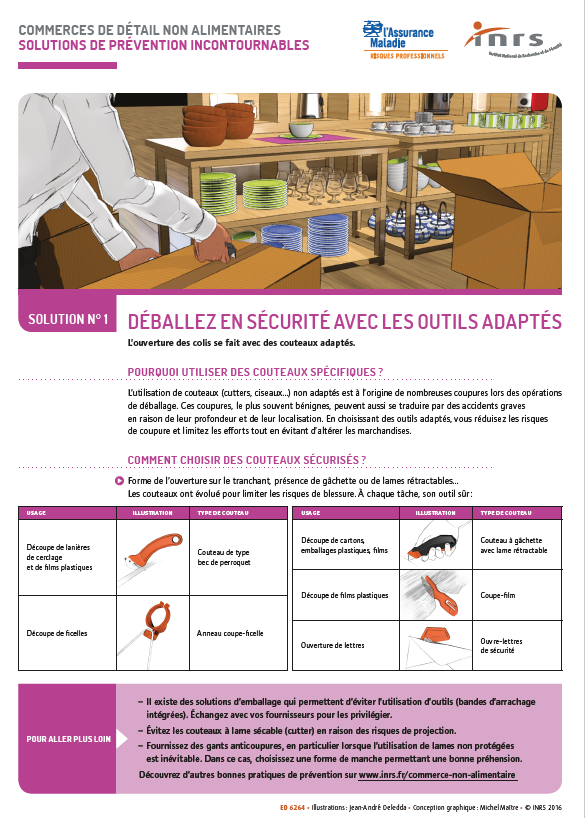 COMMERCES DE DÉTAIL NON ALIMENTAIRES
SOLUTIONS DE PRÉVENTION INCONTOURNABLES
l'Assurance
Maladie
RISQUES PROFESSIONNELS
inrs
Institut National de Recherche et de Sécurité
SOLUTION N° 1
DÉBALLEZ EN SÉCURITÉ AVEC LES OUTILS ADAPTÉS
L'ouverture des colis se fait avec des couteaux adaptés.
POURQUOI UTILISER DES COUTEAUX SPÉCIFIQUES ?
L'utilisation de couteaux (cutters, ciseaux...) non adaptés est à l'origine de nombreuses coupures lors des opérations
de déballage. Ces coupures, le plus souvent bénignes, peuvent aussi se traduire par des accidents graves
en raison de leur profondeur et de leur localisation. En choisissant des outils adaptés, vous réduisez les risques
de coupure et limitez les efforts tout en évitant d'altérer les marchandises.
COMMENT CHOISIR DES COUTEAUX SÉCURISÉS ?
Forme de l'ouverture sur le tranchant, présence de gâchette ou de lames rétractables...
Les couteaux ont évolué pour limiter les risques de blessure. À chaque tâche, son outil sûr :
USAGE
ILLUSTRATION
TYPE DE COUTEAU
Découpe de lanières
de cerclage
et de films plastiques
Couteau de type
bec de perroquet
Découpe de ficelles
Anneau coupe-ficelle
USAGE
ILLUSTRATION
TYPE DE COUTEAU
Découpe de cartons,
emballages plastiques, films
Couteau à gâchette
avec lame rétractable
Découpe de films plastiques
Coupe-film
Ouverture de lettres
Ouvre-lettres
de sécurité
POUR ALLER PLUS LOIN
– Il existe des solutions d'emballage qui permettent d'éviter l'utilisation d'outils (bandes d'arrachage
intégrées). Échangez avec vos fournisseurs pour les privilégier.
– Évitez les couteaux à lame sécable (cutter) en raison des risques de projection.
– Fournissez des gants anticoupures, en particulier lorsque l'utilisation de lames non protégées
est inévitable. Dans ce cas, choisissez une forme de manche permettant une bonne préhension.
Découvrez d'autres bonnes pratiques de prévention sur www.inrs.fr/commerce-non-alimentaire
ED 6264 • Illustrations : Jean-André Deledda • Conception graphique : Michel Maître • © INRS 2016